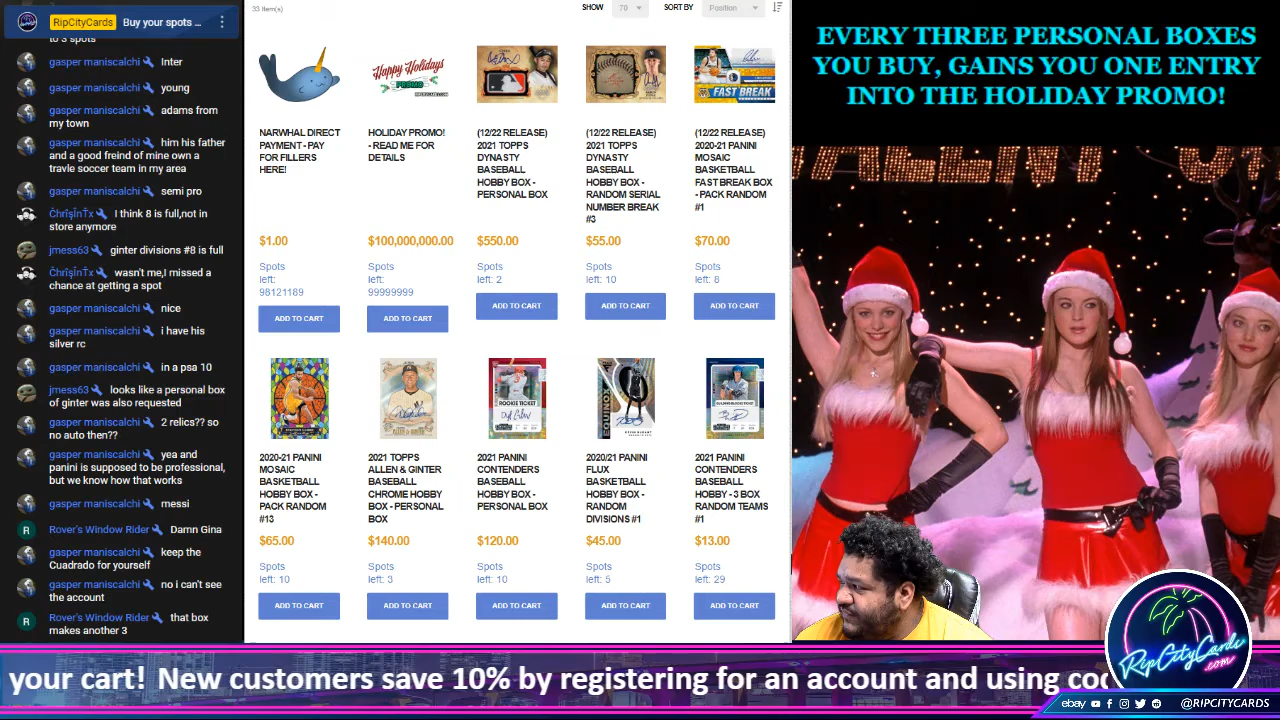 RipCityCards Buy your spots ...
to 3 spots
gasper maniscalchi Inter
gasper maniscalchi young
gasper maniscalchi adams from
my town
gasper maniscalchi him his father
and a good freind of mine own a
travle soccer team in my area
gasper maniscalchi semi pro
ČhrîşÎnŤx I think 8 is full,not in
store anymore
jmess63 ginter divisions #8 is full
ČhrîşÎnŤx wasn't me,I missed a
chance at getting a spot
gasper maniscalchi nice
gasper maniscalchi i have his
silver rc
gasper maniscalchi in a psa 10
jmess63 looks like a personal box
of ginter was also requested
gasper maniscalchi 2 relics?? so
no auto then??
gasper maniscalchi yea and
panini is supposed to be professional,
but we know how that works
gasper maniscalchi messi
R Rover's Window Rider Damn Gina
gasper maniscalchi keep the
Cuadrado for yourself
gasper maniscalchi no i can't see
the account
R Rover's Window Rider that box
makes another 3
33 Item(s)
SHOW 70 SORT BY Position
Happy Holidays
PROMO
FAST BREAK
NARWHAL DIRECT
PAYMENT - PAY
FOR FILLERS
HERE!
$1.00
Spots
left:
98121189
ADD TO CART
HOLIDAY PROMO!
- READ ME FOR
DETAILS
$100,000,000.00
Spots
left:
99999999
ADD TO CART
(12/22 RELEASE)
2021 TOPPS
DYNASTY
BASEBALL
HOBBY BOX -
PERSONAL BOX
$550.00
Spots
left: 2
ADD TO CART
(12/22 RELEASE)
2021 TOPPS
DYNASTY
BASEBALL
HOBBY BOX -
RANDOM SERIAL
NUMBER BREAK
#3
$55.00
Spots
left: 10
ADD TO CART
(12/22 RELEASE)
2020-21 PANINI
MOSAIC
BASKETBALL
FAST BREAK BOX
- PACK RANDOM
#1
$70.00
Spots
left: 8
ADD TO CART
ROOKIE TICKET
EQUINOX
2020-21 PANINI
MOSAIC
BASKETBALL
HOBBY BOX -
PACK RANDOM
#13
$65.00
Spots
left: 10
ADD TO CART
2021 TOPPS
ALLEN & GINTER
BASEBALL
CHROME HOBBY
BOX - PERSONAL
BOX
$140.00
Spots
left: 3
ADD TO CART
2021 PANINI
CONTENDERS
BASEBALL
HOBBY BOX -
PERSONAL BOX
$120.00
Spots
left: 10
ADD TO CART
2020/21 PANINI
FLUX
BASKETBALL
HOBBY BOX -
RANDOM
DIVISIONS #1
$45.00
Spots
left: 5
ADD TO CART
2021 PANINI
CONTENDERS
BASEBALL
HOBBY - 3 BOX
RANDOM TEAMS
#1
$13.00
Spots
left: 29
ADD TO CART
EVERY THREE PERSONAL BOXES
YOU BUY, GAINS YOU ONE ENTRY
INTO THE HOLIDAY PROMO!
RipCityCards
.com
your cart! New customers save 10% by registering for an account and using co
ebay @RIPCITYCARDS